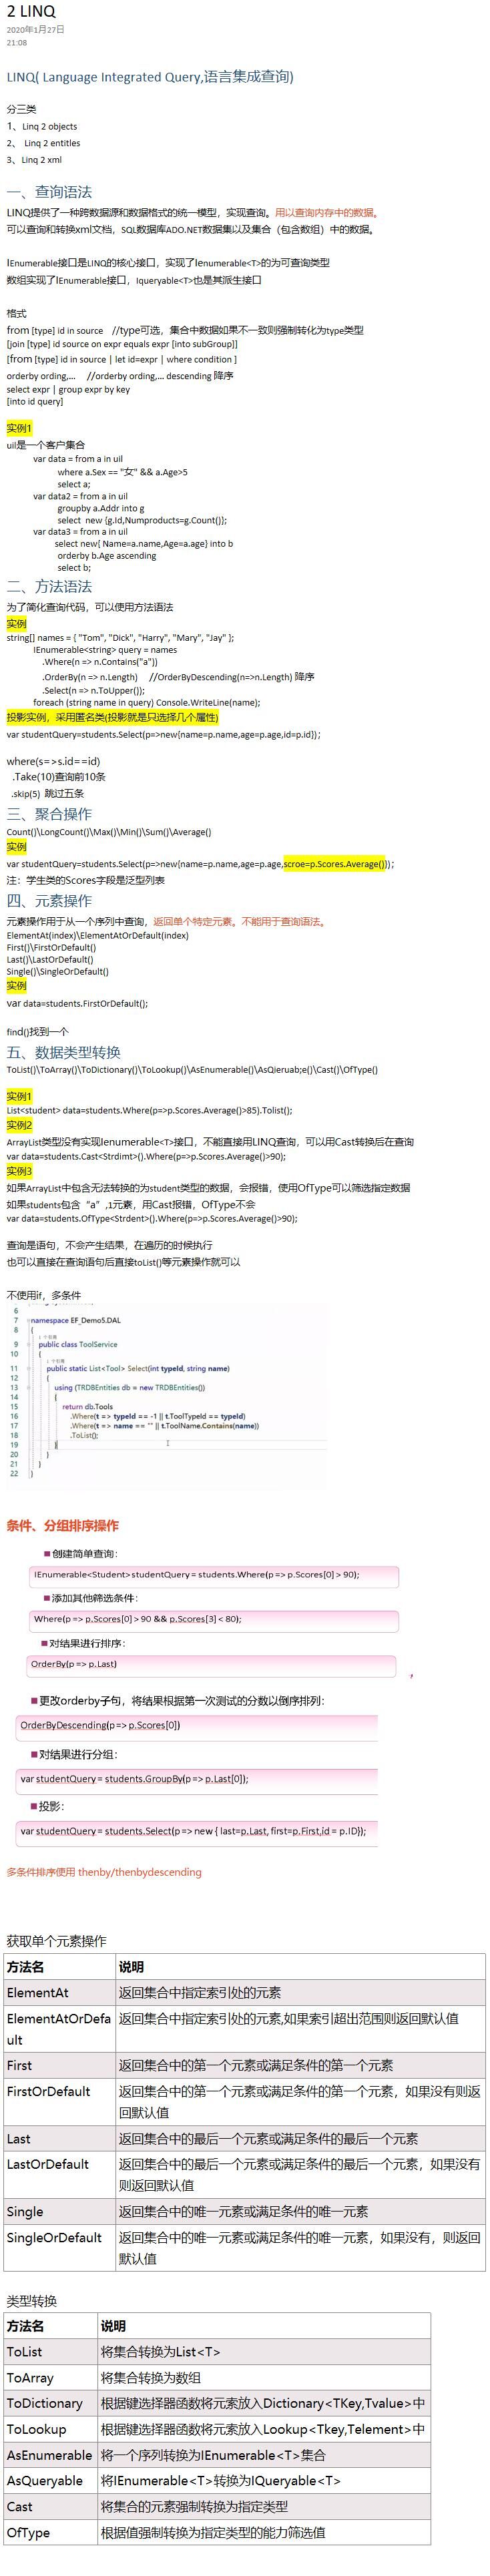 2 LINQ
2020年1月27日
21:08
LINQ( Language Integrated Query,语言集成查询)
分三类
1、Linq 2 objects
2、 Linq 2 entitles
3、Linq 2 xml
一、查询语法
LINQ提供了一种跨数据源和数据格式的统一模型，实现查询。用以查询内存中的数据。
可以查询和转换xml文档，SQL数据库ADO.NET数据集以及集合（包含数组）中的数据。
IEnumerable接口是LINQ的核心接口，实现了Ienumerable<T>的为可查询类型
数组实现了IEnumerable接口，Iqueryable<T>也是其派生接口
格式
from [type] id in source //type可选，集合中数据如果不一致则强制转化为type类型
[join [type] id source on expr equals expr [into subGroup]]
[from [type] id in source | let id=expr | where condition ]
orderby ording,... //orderby ording,... descending 降序
select expr | group expr by key
[into id query]
实例1
uil是一个客户集合
var data = from a in uil
where a.Sex == "女" && a.Age>5
select a;
var data2 = from a in uil
groupby a.Addr into g
select new {g.Id,Numproducts=g.Count()};
var data3 = from a in uil
select new{ Name=a.name,Age=a.age} into b
orderby b.Age ascending
select b;
二、方法语法
为了简化查询代码，可以使用方法语法
实例
string[] names = { "Tom", "Dick", "Harry", "Mary", "Jay" };
IEnumerable<string> query = names
.Where(n => n.Contains("a"))
.OrderBy(n => n.Length) //OrderByDescending(n=>n.Length) 降序
.Select(n => n.ToUpper());
foreach (string name in query) Console.WriteLine(name);
投影实例，采用匿名类(投影就是只选择几个属性)
var studentQuery=students.Select(p=>new{name=p.name,age=p.age,id=p.id});
where(s=>s.id==id)
.Take(10)查询前10条
.skip(5) 跳过五条
三、聚合操作
Count()\LongCount()\Max()\Min()\Sum()\Average()
实例
var studentQuery=students.Select(p=>new{name=p.name,age=p.age,scroe=p.Scores.Average()});
注：学生类的Scores字段是泛型列表
四、元素操作
元素操作用于从一个序列中查询，返回单个特定元素。不能用于查询语法。
ElementAt(index)\ElementAtOrDefault(index)
First()\FirstOrDefault()
Last()\LastOrDefault()
Single()\SingleOrDefault()
实例
var data=students.FirstOrDefault();
find()找到一个
五、数据类型转换
ToList()\ToArray()\ToDictionary()\ToLookup()\AsEnumerable()\AsQieruab;e()\Cast()\OfType()
实例1
List<student> data=students.Where(p=>p.Scores.Average()>85).Tolist();
实例2
ArrayList类型没有实现Ienumerable<T>接口，不能直接用LINQ查询，可以用Cast转换后在查询
var data=students.Cast<Strdimt>().Where(p=>p.Scores.Average()>90);
实例3
如果ArrayList中包含无法转换的为student类型的数据，会报错，使用OfType可以筛选指定数据
如果students包含“a”,1元素，用Cast报错，OfType不会
var data=students.OfType<Strdent>().Where(p=>p.Scores.Average()>90);
查询是语句，不会产生结果，在遍历的时候执行
也可以直接在查询语句后直接toList()等元素操作就可以
不使用if，多条件
6
7 namespace EF_Demo5.DAL
8 {
1 个引用
9 public class ToolService
10 {
1 个引用
11 public static List<Tool> Select(int typeId, string name)
12 {
13 using (TRDBEntities db = new TRDBEntities())
14 {
15 return db.Tools
16 .Where(t => typeId == -1 || t.ToolTypeId == typeId)
17 .Where(t => name == "" || t.ToolName.Contains(name))
18 .ToList();
19 }
20 }
21 }
22 }
条件、分组排序操作
■创建简单查询：
IEnumerable<Student> studentQuery = students.Where(p => p.Scores[0] > 90);
■添加其他筛选条件：
Where(p => p.Scores[0] > 90 && p.Scores[3] < 80);
■对结果进行排序：
OrderBy(p => p.Last)
，
■更改orderby子句，将结果根据第一次测试的分数以倒序排列：
OrderByDescending(p => p.Scores[0])
■对结果进行分组：
var studentQuery = students.GroupBy(p => p.Last[0]);
■投影：
var studentQuery = students.Select(p => new { last=p.Last, first=p.First,id = p.ID});
多条件排序使用 thenby/thenbydescending
获取单个元素操作
方法名 说明
ElementAt 返回集合中指定索引处的元素
ElementAtOrDefa 返回集合中指定索引处的元素,如果索引超出范围则返回默认值
ult
First 返回集合中的第一个元素或满足条件的第一个元素
FirstOrDefault 返回集合中的第一个元素或满足条件的第一个元素，如果没有则返
回默认值
Last 返回集合中的最后一个元素或满足条件的最后一个元素
LastOrDefault 返回集合中的最后一个元素或满足条件的最后一个元素，如果没有
则返回默认值
Single 返回集合中的唯一元素或满足条件的唯一元素
SingleOrDefault 返回集合中的唯一元素或满足条件的唯一元素，如果没有，则返回
默认值
类型转换
方法名 说明
ToList 将集合转换为List<T>
ToArray 将集合转换为数组
ToDictionary 根据键选择器函数将元素放入Dictionary<TKey,Tvalue>中
ToLookup 根据键选择器函数将元素放入Lookup<Tkey,Telement>中
AsEnumerable 将一个序列转换为IEnumerable<T>集合
AsQueryable 将IEnumerable<T>转换为IQueryable<T>
Cast 将集合的元素强制转换为指定类型
OfType 根据值强制转换为指定类型的能力筛选值